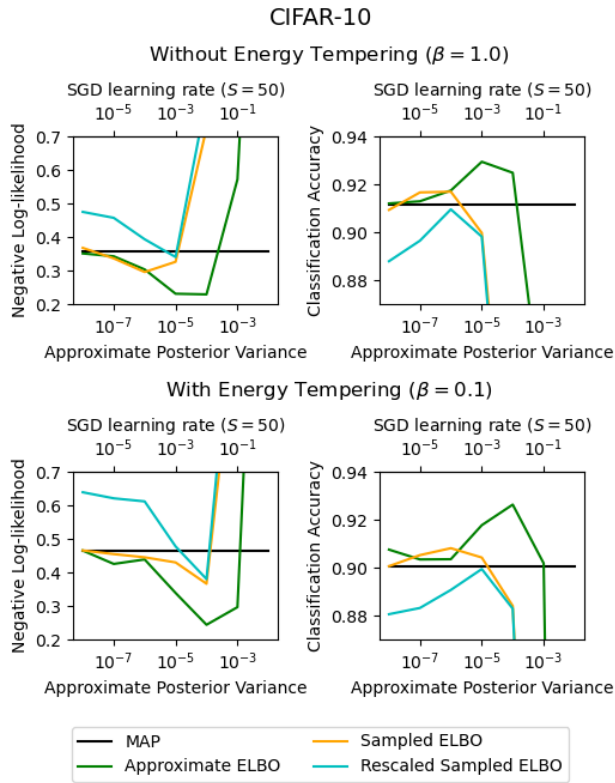 CIFAR-10
Without Energy Tempering (β = 1.0)
SGD learning rate (S = 50)
10⁻⁵ 10⁻³ 10⁻¹
Negative Log-likelihood
0.7
0.6
0.5
0.4
0.3
0.2
10⁻⁷ 10⁻⁵ 10⁻³
Approximate Posterior Variance
SGD learning rate (S = 50)
10⁻⁵ 10⁻³ 10⁻¹
Classification Accuracy
0.94
0.92
0.90
0.88
10⁻⁷ 10⁻⁵ 10⁻³
Approximate Posterior Variance
With Energy Tempering (β = 0.1)
SGD learning rate (S = 50)
10⁻⁵ 10⁻³ 10⁻¹
Negative Log-likelihood
0.7
0.6
0.5
0.4
0.3
0.2
10⁻⁷ 10⁻⁵ 10⁻³
Approximate Posterior Variance
SGD learning rate (S = 50)
10⁻⁵ 10⁻³ 10⁻¹
Classification Accuracy
0.94
0.92
0.90
0.88
10⁻⁷ 10⁻⁵ 10⁻³
Approximate Posterior Variance
MAP
Approximate ELBO
Sampled ELBO
Rescaled Sampled ELBO